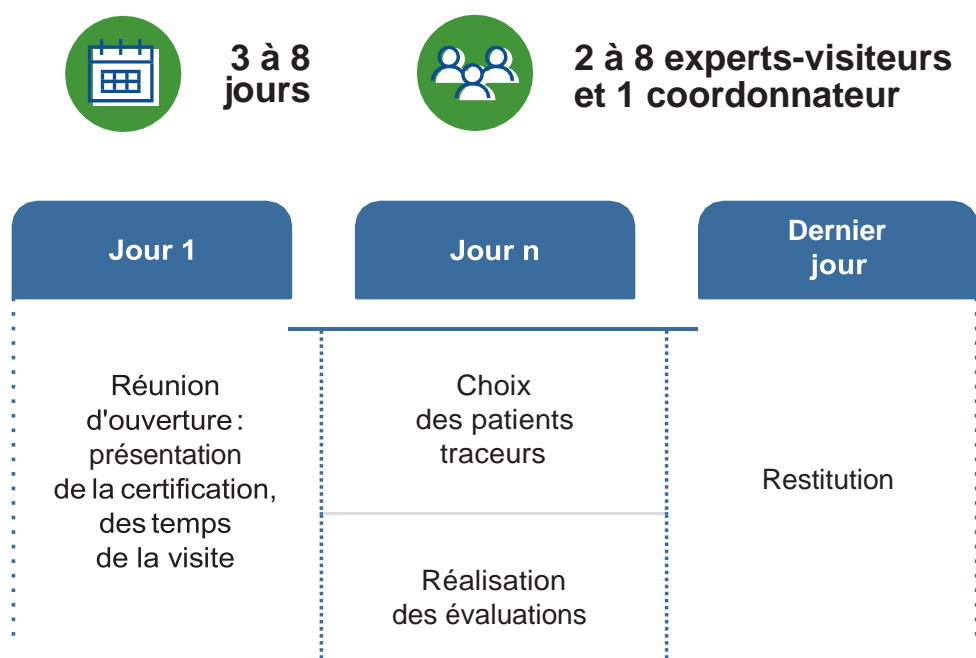 3 à 8
jours
2 à 8 experts-visiteurs
et 1 coordonnateur
Jour 1
Réunion
d'ouverture :
présentation
de la certification,
des temps
de la visite
Jour n
Choix
des patients
traceurs
Réalisation
des évaluations
Dernier
jour
Restitution